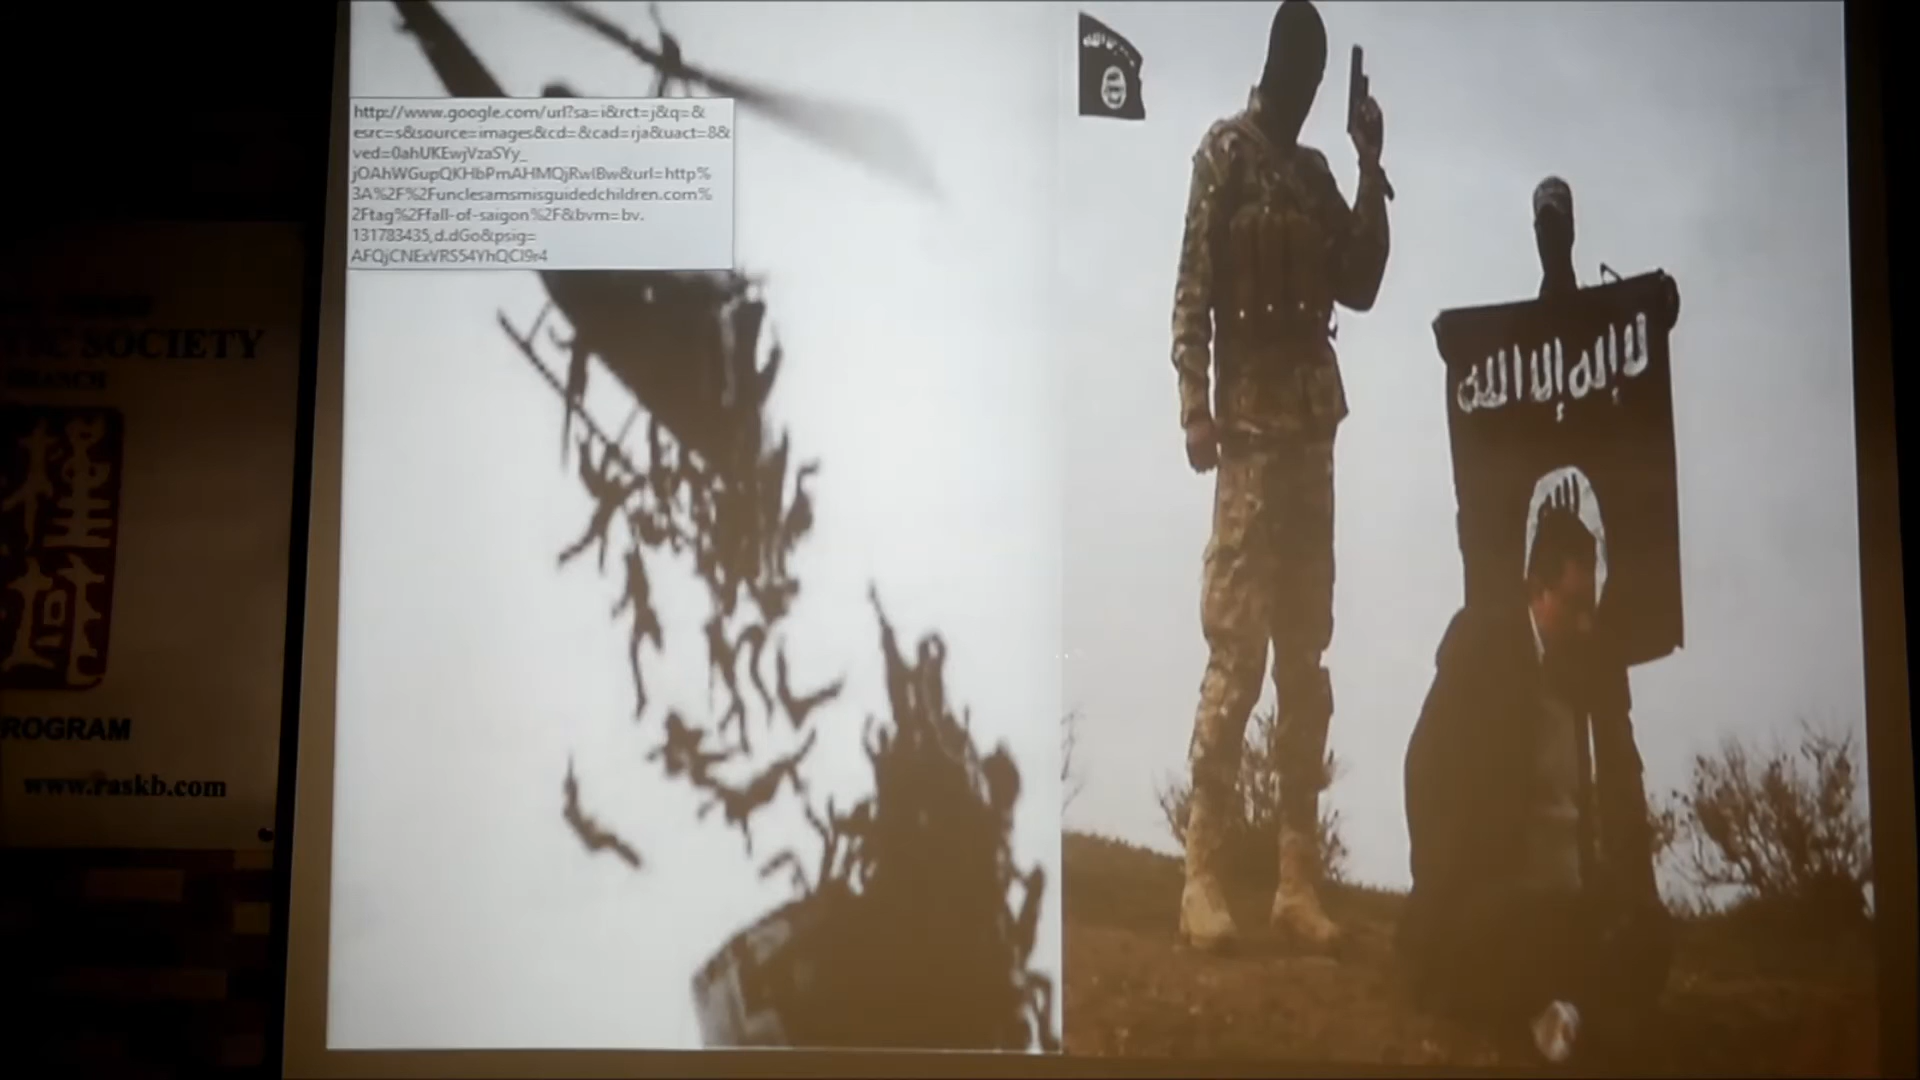 TIC SOCIETY
BRANCH
ROGRAM
www.raskb.com
http://www.google.com/url?sa=i&rct=j&q=&
esrc=s&source=images&cd=&cad=rja&uact=8&
ved=0ahUKEwjVzaSYy_
jOAhWGupQKHbPmAHMQjRwIBw&url=http%
3A%2F%2Funclesamsmisguidedchildren.com%
2Ftag%2Ffall-of-saigon%2F&bvm=bv.
131783435,d.dGo&psig=
AFQjCNExVRS54YhQCI9r4
لا إله إلا الله